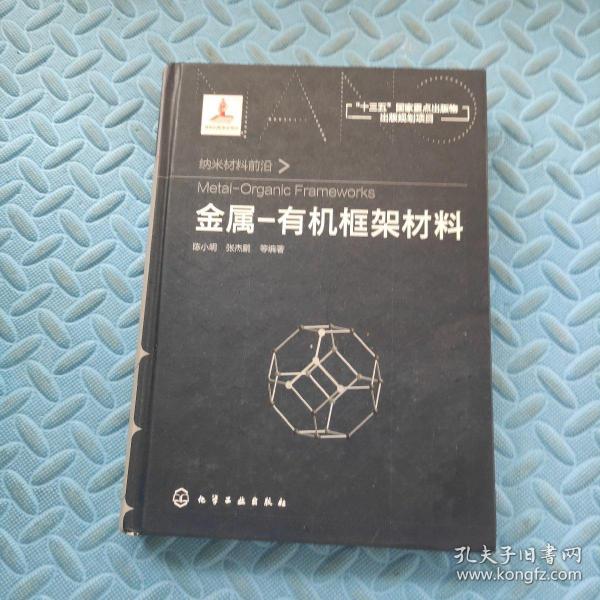 NANO
"十三五"国家重点出版物
出版规划项目
纳米材料前沿 >
Metal-Organic Frameworks
金属-有机框架材料
陈小明 张杰鹏 等编著
化学工业出版社
孔夫子旧书网
www.kongfz.com